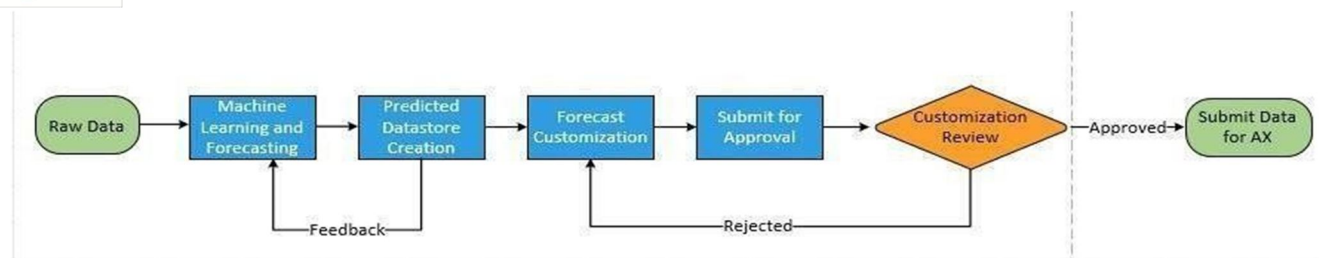 Raw Data
Machine
Learning and
Forecasting
Predicted
Datastore
Creation
Forecast
Customization
Submit for
Approval
Customization
Review
Approved
Submit Data
for AX
Feedback
Rejected